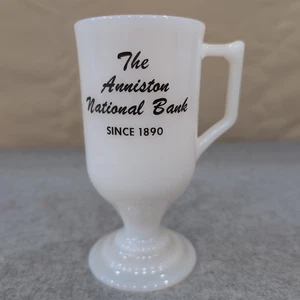 The
Anniston
National Bank
SINCE 1890